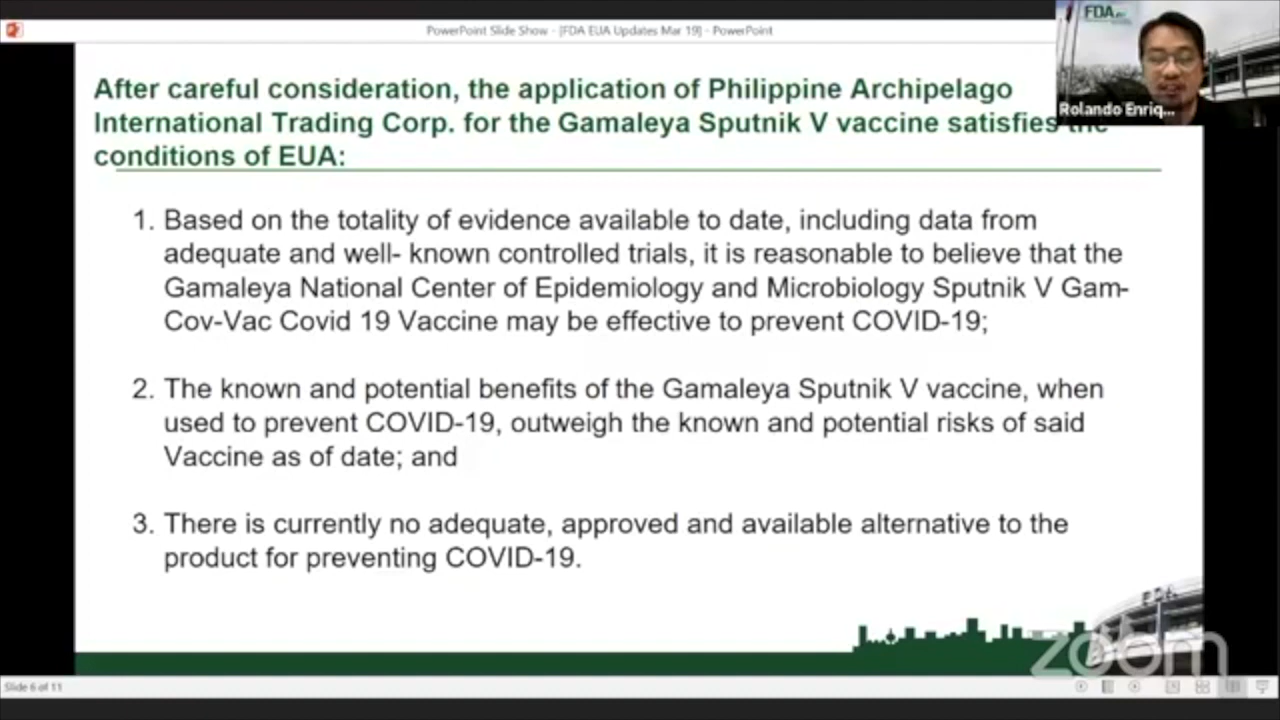 PowerPoint Slide Show - [FDA EUA Updates Mar 19] - PowerPoint
FDA
Rolando Enriq...
After careful consideration, the application of Philippine Archipelago
International Trading Corp. for the Gamaleya Sputnik V vaccine satisfies the
conditions of EUA:
1. Based on the totality of evidence available to date, including data from
adequate and well- known controlled trials, it is reasonable to believe that the
Gamaleya National Center of Epidemiology and Microbiology Sputnik V Gam-
Cov-Vac Covid 19 Vaccine may be effective to prevent COVID-19;
2. The known and potential benefits of the Gamaleya Sputnik V vaccine, when
used to prevent COVID-19, outweigh the known and potential risks of said
Vaccine as of date; and
3. There is currently no adequate, approved and available alternative to the
product for preventing COVID-19.
FDA
zoom
Slide 6 of 11